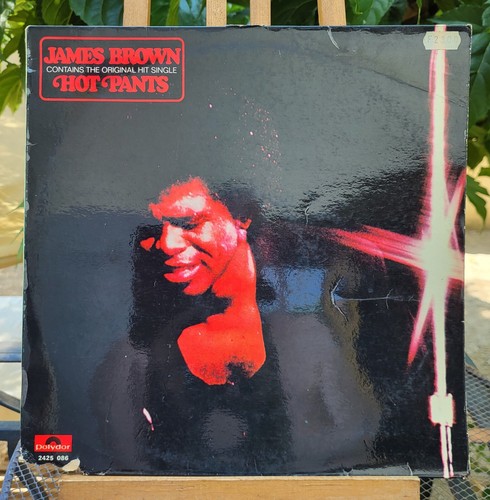 JAMES BROWN
CONTAINS THE ORIGINAL HIT SINGLE
HOT PANTS
polydor
2425 086